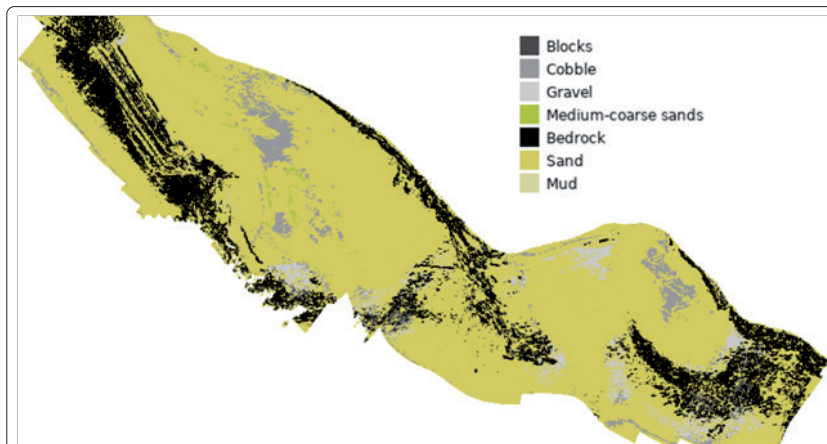 Blocks
Cobble
Gravel
Medium-coarse sands
Bedrock
Sand
Mud